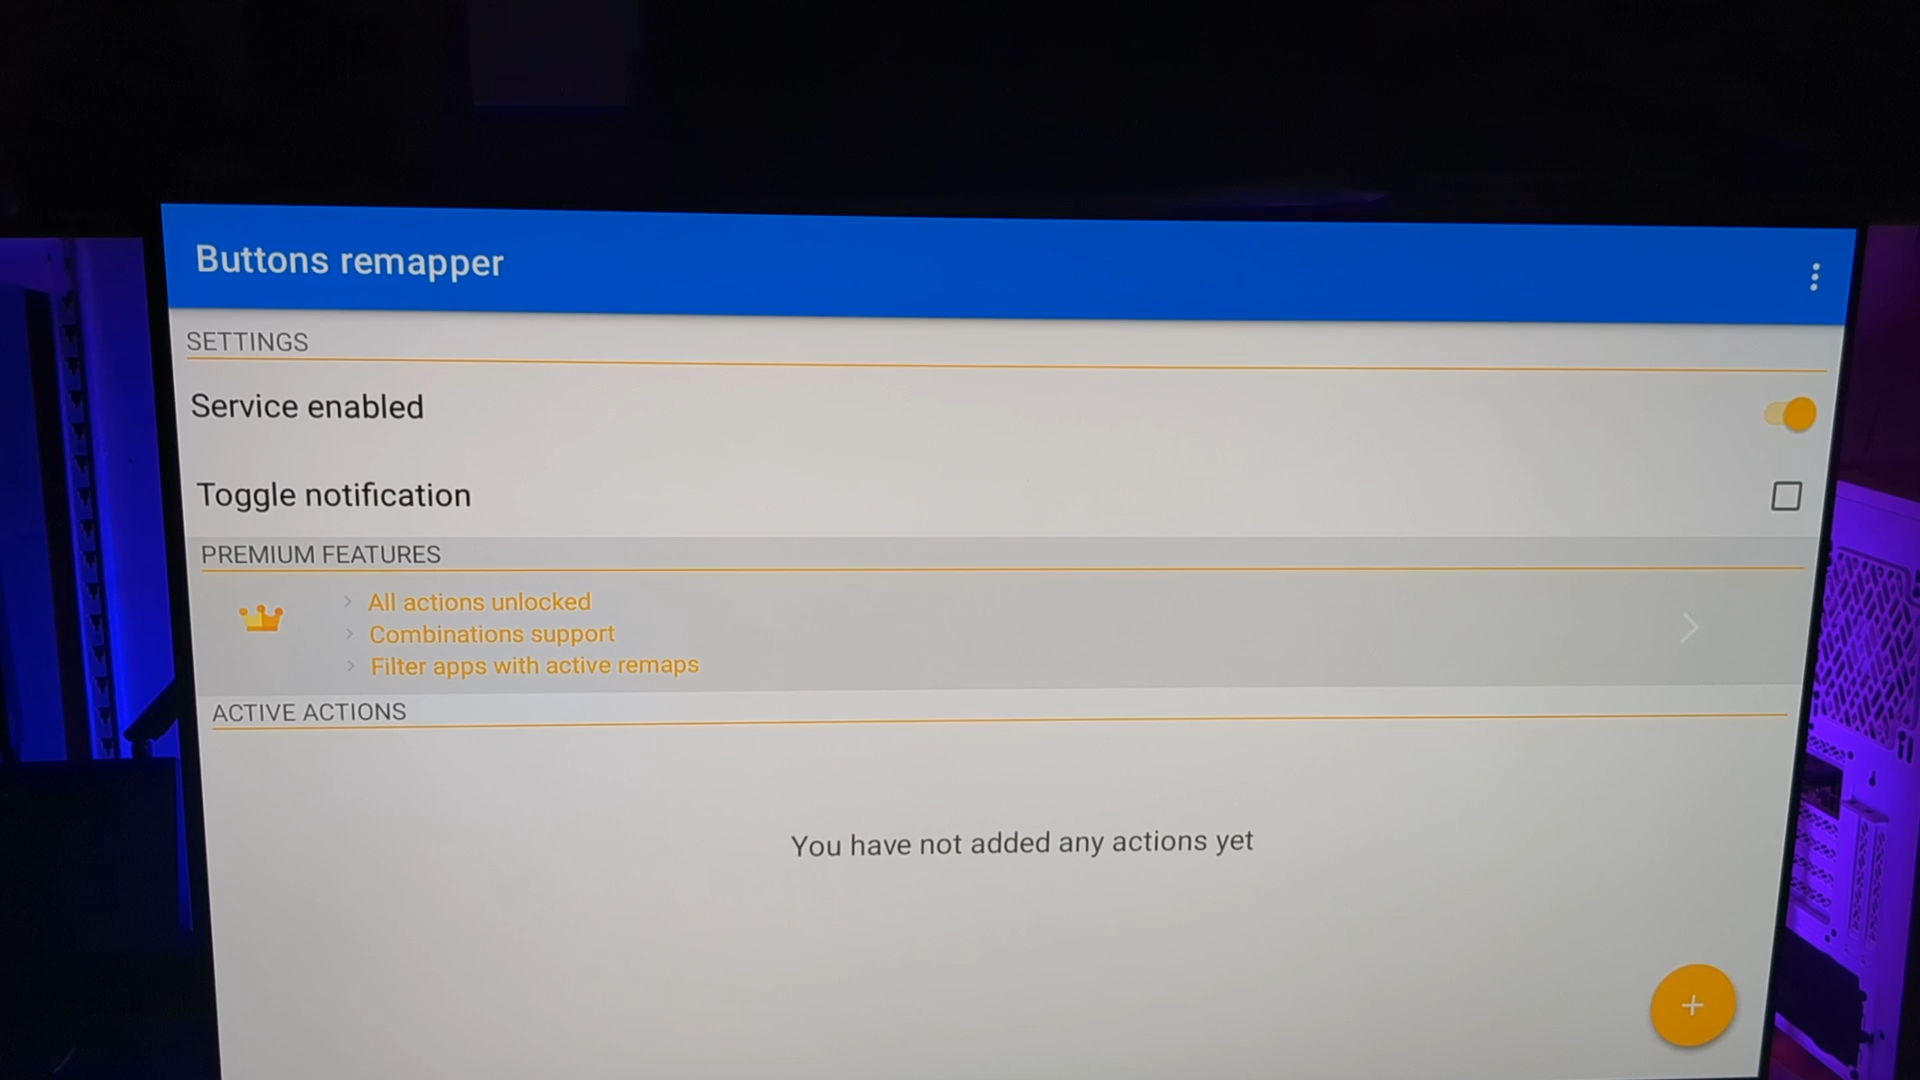 Buttons remapper
SETTINGS
Service enabled
Toggle notification
PREMIUM FEATURES
All actions unlocked
Combinations support
Filter apps with active remaps
ACTIVE ACTIONS
You have not added any actions yet